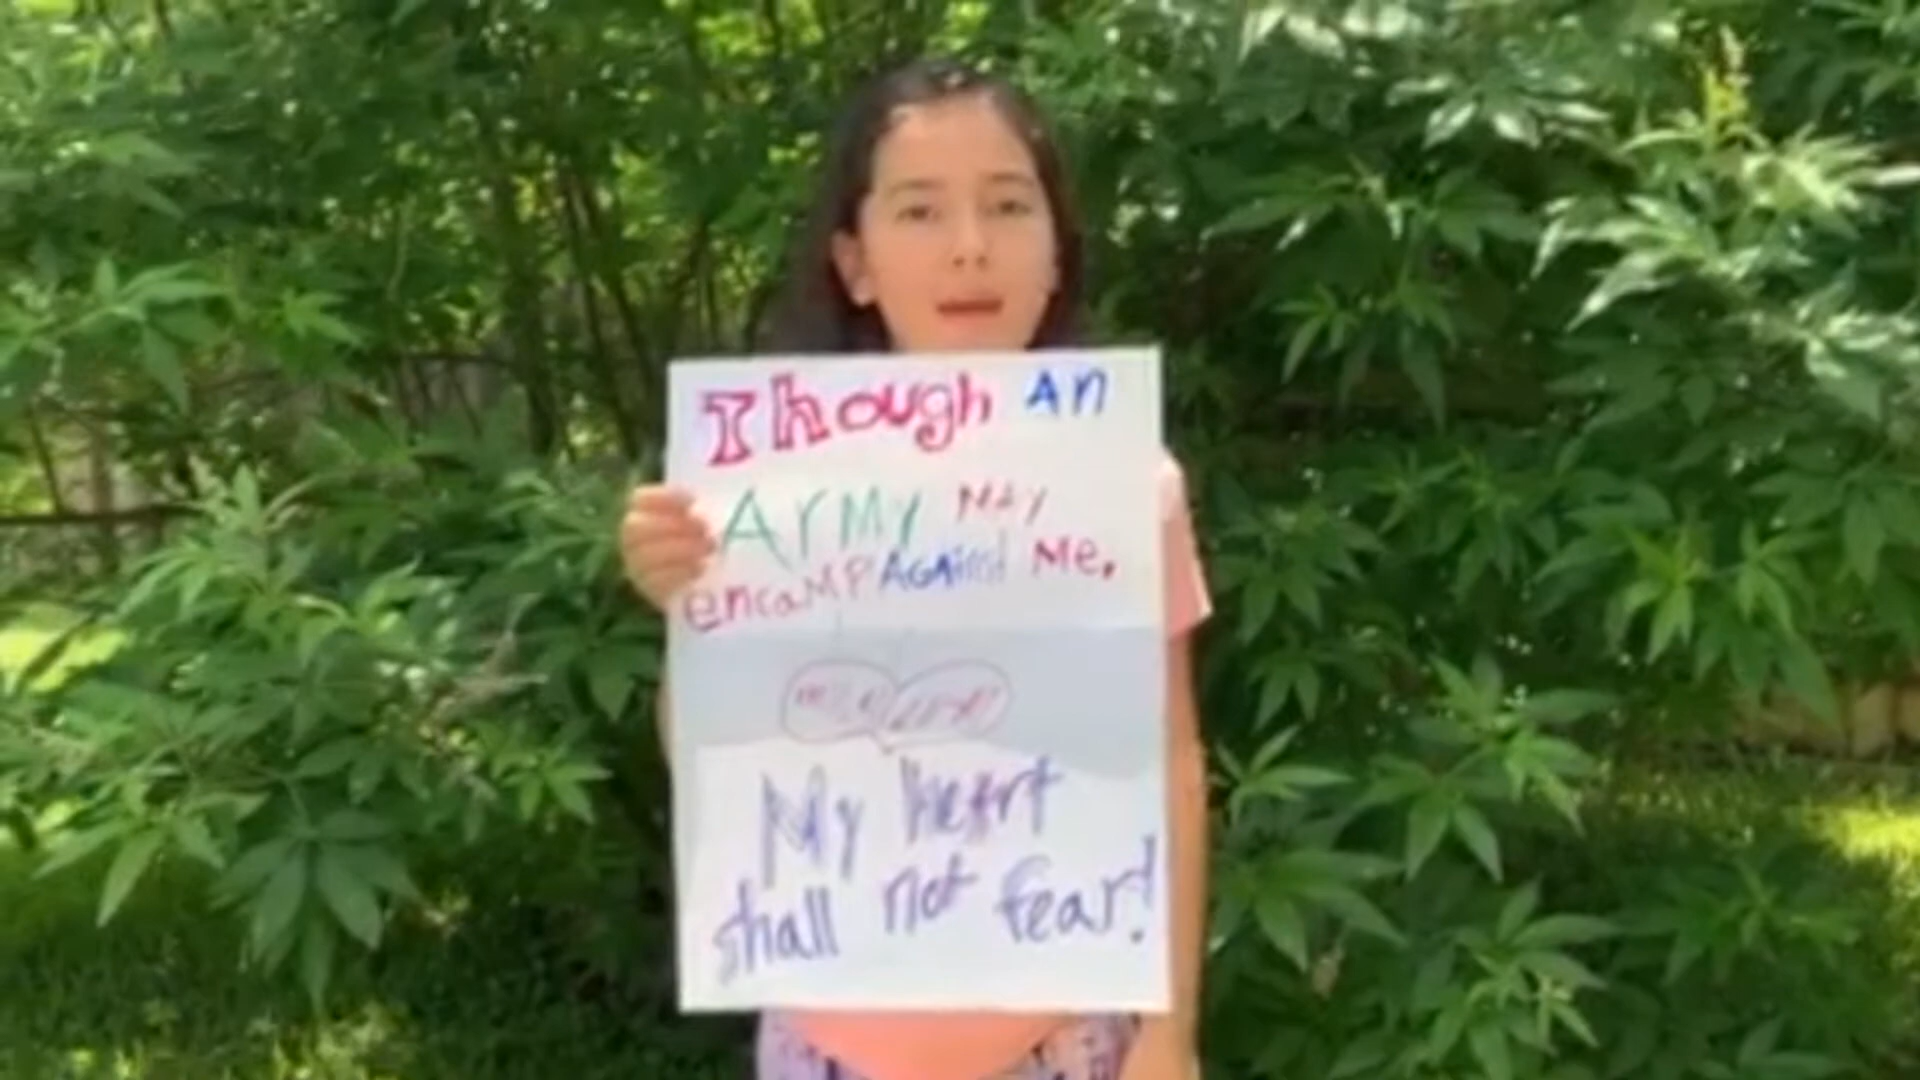 Though An
ArMy MAy
encaMP AgAinst Me.
My heart
shall not fear!